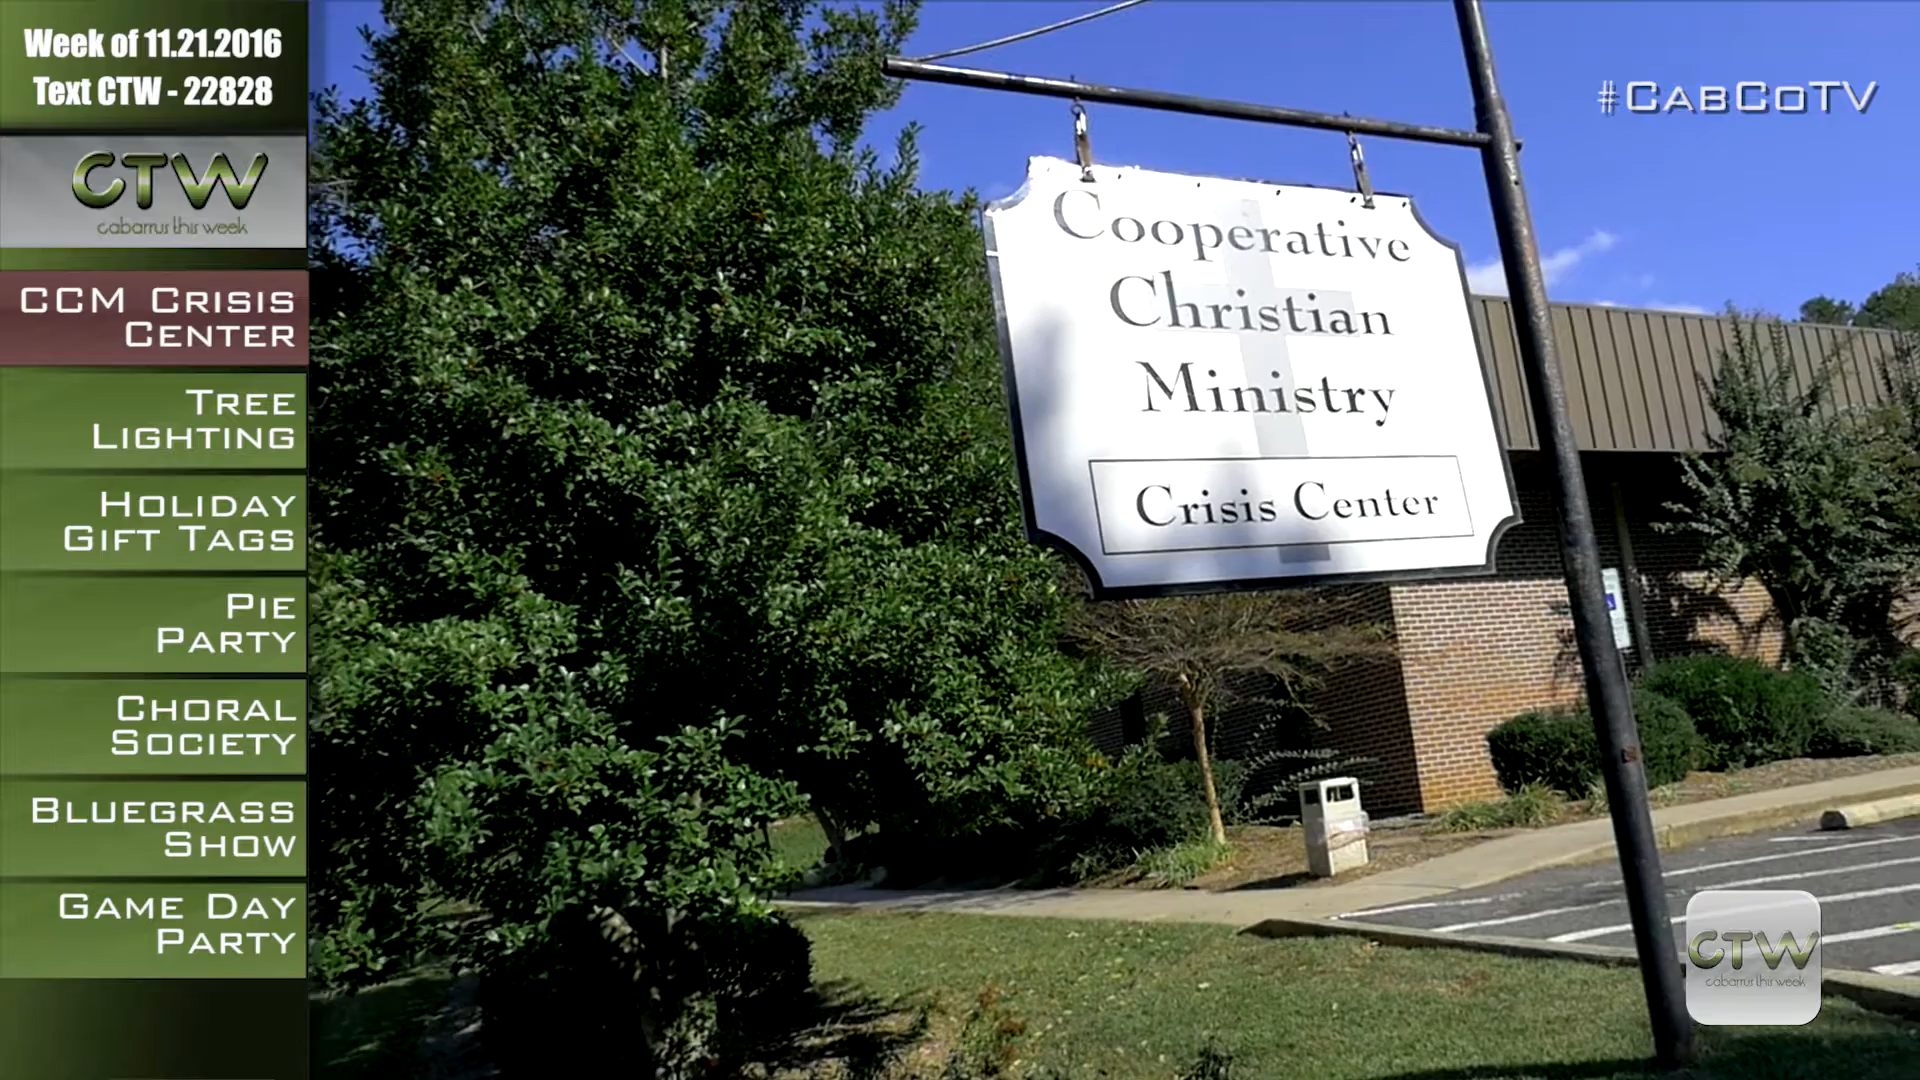 Week of 11.21.2016
Text CTW - 22828
CTW
cabarrus this week
CCM Crisis
Center
Tree
Lighting
Holiday
Gift Tags
Pie
Party
Choral
Society
Bluegrass
Show
Game Day
Party
#CabCoTV
Cooperative
Christian
Ministry
Crisis Center
CTW
cabarrus this week